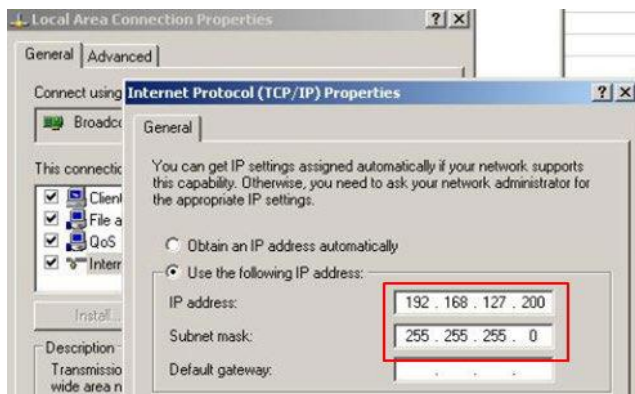 Local Area Connection Properties
General
Advanced
Connect using
This connectio
Client
File a
QoS
Intern
Install...
Description
Transmissio
wide area n
Internet Protocol (TCP/IP) Properties
General
You can get IP settings assigned automatically if your network supports
this capability. Otherwise, you need to ask your network administrator for
the appropriate IP settings.
Obtain an IP address automatically
Use the following IP address:
IP address: 192 . 168 . 127 . 200
Subnet mask: 255 . 255 . 255 . 0
Default gateway: . . .